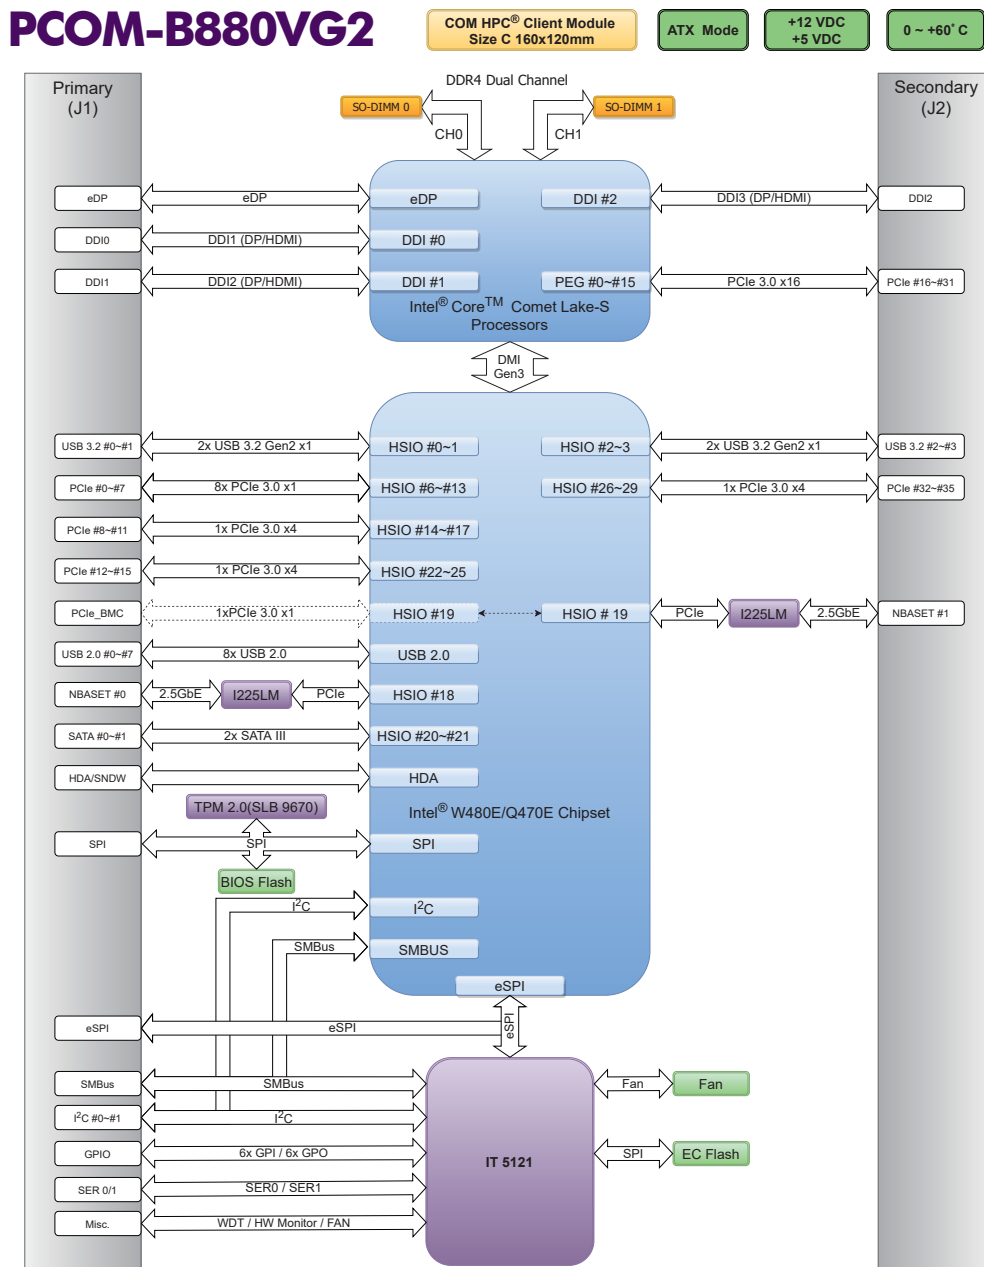 PCOM-B880VG2
COM HPC® Client Module
Size C 160x120mm
ATX Mode
+12 VDC
+5 VDC
0 ~ +60° C
Primary
(J1)
DDR4 Dual Channel
Secondary
(J2)
SO-DIMM 0
SO-DIMM 1
CH0
CH1
eDP
eDP
eDP
DDI #2
DDI3 (DP/HDMI)
DDI2
DDI0
DDI1 (DP/HDMI)
DDI #0
DDI1
DDI2 (DP/HDMI)
DDI #1
PEG #0~#15
PCIe 3.0 x16
PCIe #16~#31
Intel® Core™ Comet Lake-S
Processors
DMI
Gen3
USB 3.2 #0~#1
2x USB 3.2 Gen2 x1
HSIO #0~1
HSIO #2~3
2x USB 3.2 Gen2 x1
USB 3.2 #2~#3
PCIe #0~#7
8x PCIe 3.0 x1
HSIO #6~#13
HSIO #26~29
1x PCIe 3.0 x4
PCIe #32~#35
PCIe #8~#11
1x PCIe 3.0 x4
HSIO #14~#17
PCIe #12~#15
1x PCIe 3.0 x4
HSIO #22~25
PCIe_BMC
1xPCIe 3.0 x1
HSIO #19
HSIO # 19
PCIe
I225LM
2.5GbE
NBASET #1
USB 2.0 #0~#7
8x USB 2.0
USB 2.0
NBASET #0
2.5GbE
I225LM
PCIe
HSIO #18
SATA #0~#1
2x SATA III
HSIO #20~#21
HDA/SNDW
HDA
TPM 2.0(SLB 9670)
Intel® W480E/Q470E Chipset
SPI
SPI
SPI
BIOS Flash
I²C
I²C
SMBus
SMBUS
eSPI
eSPI
eSPI
eSPI
SMBus
SMBus
Fan
Fan
I²C #0~#1
I²C
GPIO
6x GPI / 6x GPO
IT 5121
SPI
EC Flash
SER 0/1
SER0 / SER1
Misc.
WDT / HW Monitor / FAN